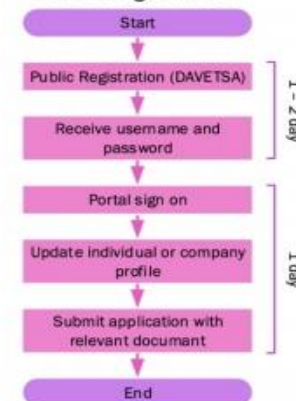 Start
Public Registration (DAVETSA)
Receive username and
password
1 – 2 day
Portal sign on
Update individual or company
profile
Submit application with
relevant documant
1 day
End